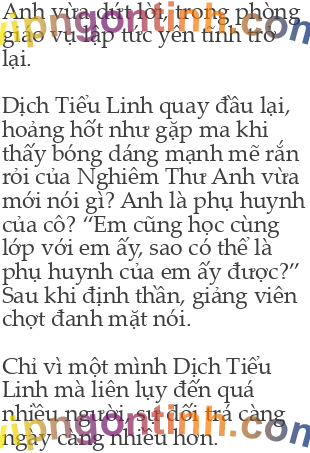 Anh vừa dứt lời, trong phòng
giáo vụ lập tức yên tĩnh trở
lại.
Dịch Tiểu Linh quay đầu lại,
hoảng hốt như gặp ma khi
thấy bóng dáng mạnh mẽ rắn
rỏi của Nghiêm Thư Anh vừa
mới nói gì? Anh là phụ huynh
của cô? “Em cũng học cùng
lớp với em ấy, sao có thể là
phụ huynh của em ấy được?”
Sau khi định thần, giảng viên
chợt đanh mặt nói.
Chỉ vì một mình Dịch Tiểu
Linh mà liên lụy đến quá
nhiều người, sự dối trá càng
ngày càng nhiều hơn.
vipngontinh.com
vipngontinh.com